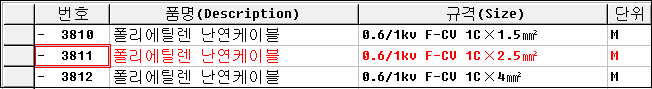 번호 품명(Description) 규격(Size) 단위
- 3810 폴리에틸렌 난연케이블 0.6/1kv F-CV 1C×1.5㎟ M
- 3811 폴리에틸렌 난연케이블 0.6/1kv F-CV 1C×2.5㎟ M
- 3812 폴리에틸렌 난연케이블 0.6/1kv F-CV 1C×4㎟ M